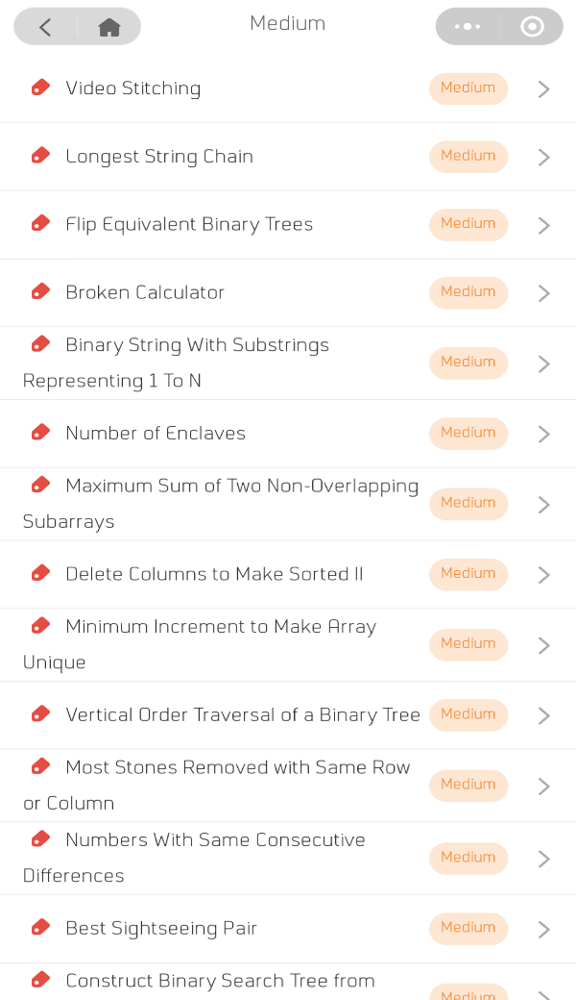 Medium
Video Stitching Medium
Longest String Chain Medium
Flip Equivalent Binary Trees Medium
Broken Calculator Medium
Binary String With Substrings
Representing 1 To N Medium
Number of Enclaves Medium
Maximum Sum of Two Non-Overlapping
Subarrays Medium
Delete Columns to Make Sorted II Medium
Minimum Increment to Make Array
Unique Medium
Vertical Order Traversal of a Binary Tree Medium
Most Stones Removed with Same Row
or Column Medium
Numbers With Same Consecutive
Differences Medium
Best Sightseeing Pair Medium
Construct Binary Search Tree from
Medium